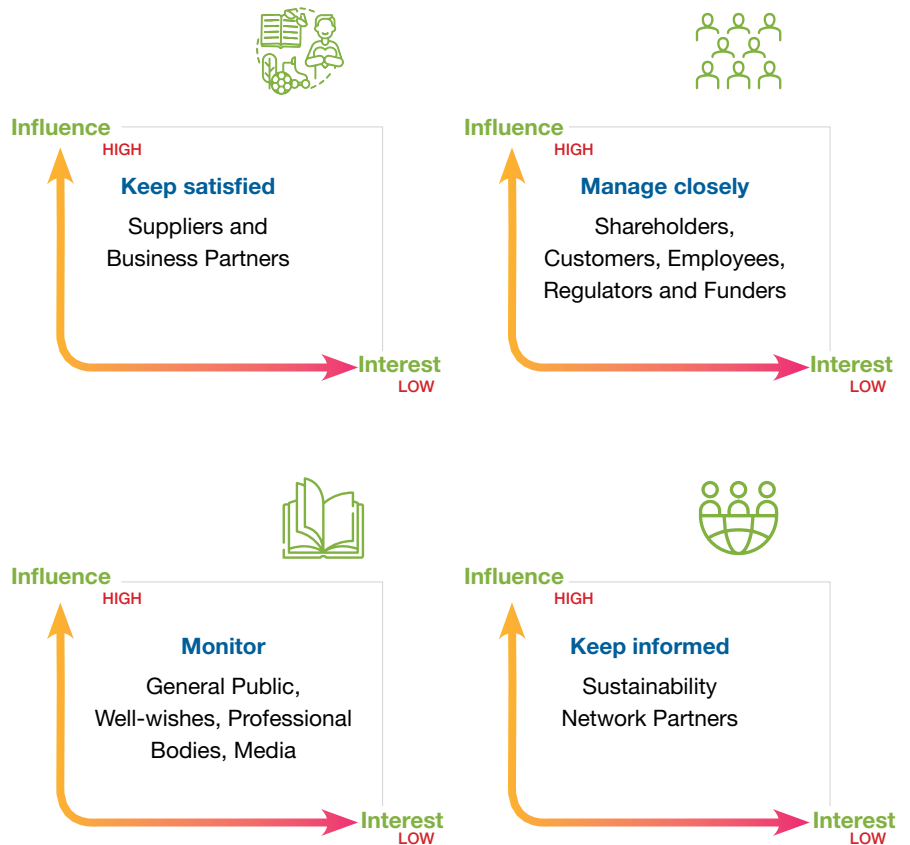 Influence
HIGH
Keep satisfied
Suppliers and
Business Partners
Interest
LOW
Influence
HIGH
Manage closely
Shareholders,
Customers, Employees,
Regulators and Funders
Interest
LOW
Influence
HIGH
Monitor
General Public,
Well-wishes, Professional
Bodies, Media
Interest
LOW
Influence
HIGH
Keep informed
Sustainability
Network Partners
Interest
LOW